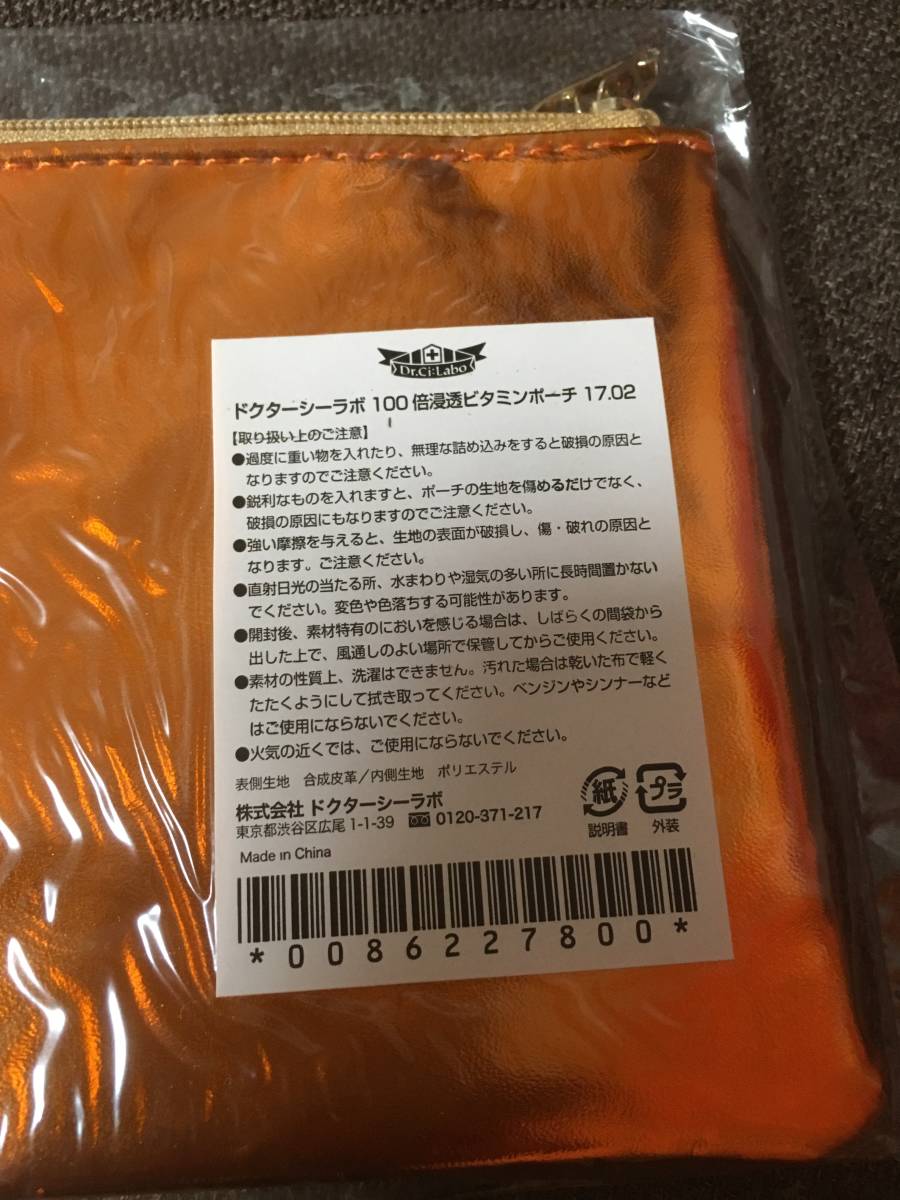 Dr.Ci:Labo
ドクターシーラボ 100倍浸透ビタミンポーチ 17.02
【取り扱い上のご注意】
●過度に重い物を入れたり、無理な詰め込みをすると破損の原因と
なりますのでご注意ください。
●鋭利なものを入れますと、ポーチの生地を傷めるだけでなく、
破損の原因にもなりますのでご注意ください。
●強い摩擦を与えると、生地の表面が破損し、傷・破れの原因と
なります。ご注意ください。
●直射日光の当たる所、水まわりや湿気の多い所に長時間置かない
でください。変色や色落ちする可能性があります。
●開封後、素材特有のにおいを感じる場合は、しばらくの間袋から
出した上で、風通しのよい場所で保管してからご使用ください。
●素材の性質上、洗濯はできません。汚れた場合は乾いた布で軽く
たたくようにして拭き取ってください。ベンジンやシンナーなど
はご使用にならないでください。
●火気の近くでは、ご使用にならないでください。
表側生地 合成皮革／内側生地 ポリエステル
株式会社 ドクターシーラボ
東京都渋谷区広尾 1-1-39 0120-371-217
紙 プラ
説明書 外装
Made in China
*0086227800*